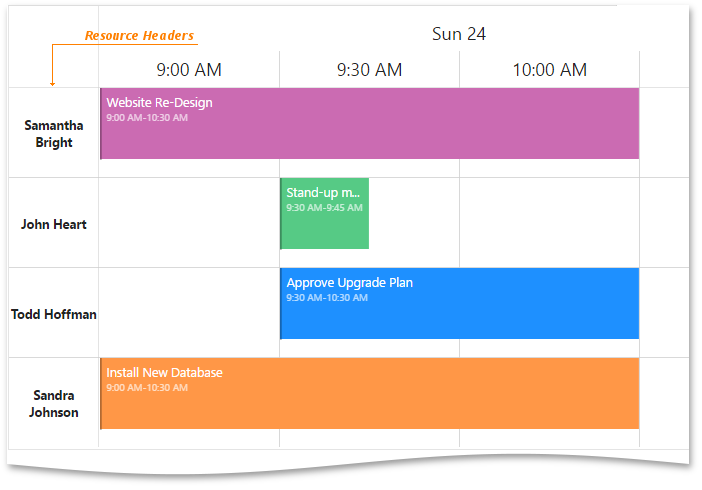 Resource Headers
Sun 24
9:00 AM
9:30 AM
10:00 AM
Samantha
Bright
Website Re-Design
9:00 AM-10:30 AM
John Heart
Stand-up m...
9:30 AM-9:45 AM
Todd Hoffman
Approve Upgrade Plan
9:30 AM-10:30 AM
Sandra
Johnson
Install New Database
9:00 AM-10:30 AM